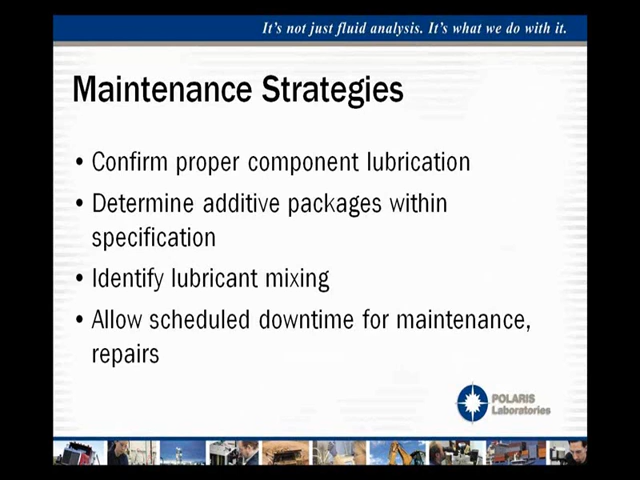 It's not just fluid analysis. It's what we do with it.
Maintenance Strategies
• Confirm proper component lubrication
• Determine additive packages within
specification
• Identify lubricant mixing
• Allow scheduled downtime for maintenance,
repairs
POLARIS
Laboratories